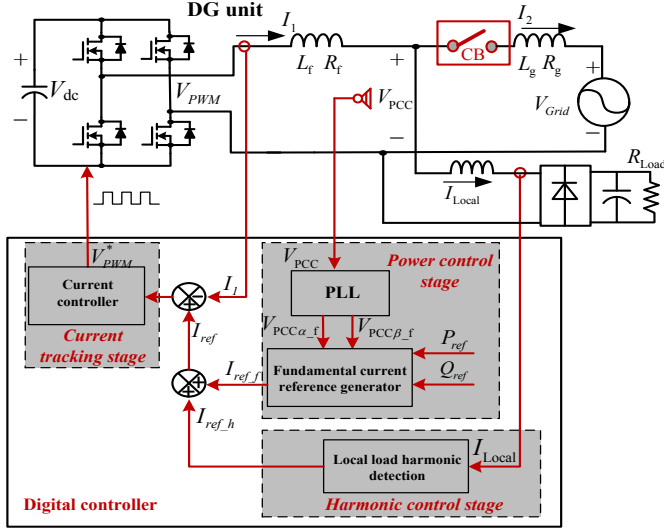 DG unit
I_1
I_2
L_f R_f
CB
L_g R_g
+
+
+
V_dc
V_PWM
V_PCC
V_Grid
−
−
−
I_Local
R_Load
V*_PWM
Current controller
Current tracking stage
I_1
I_ref
V_PCC
Power control stage
PLL
V_PCCα_f
V_PCCβ_f
P_ref
Q_ref
Fundamental current reference generator
I_ref_f
I_ref_h
I_Local
Local load harmonic detection
Harmonic control stage
Digital controller